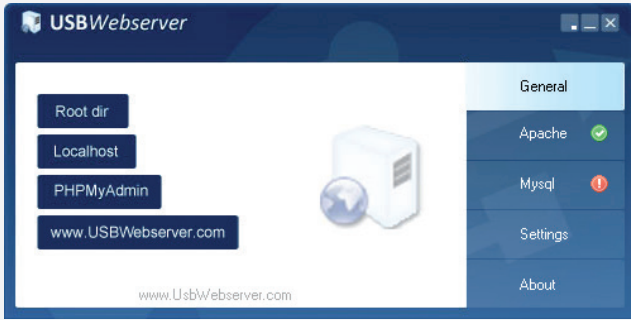 USBWebserver
Root dir
Localhost
PHPMyAdmin
www.USBWebserver.com
www.UsbWebserver.com
General
Apache
Mysql
Settings
About